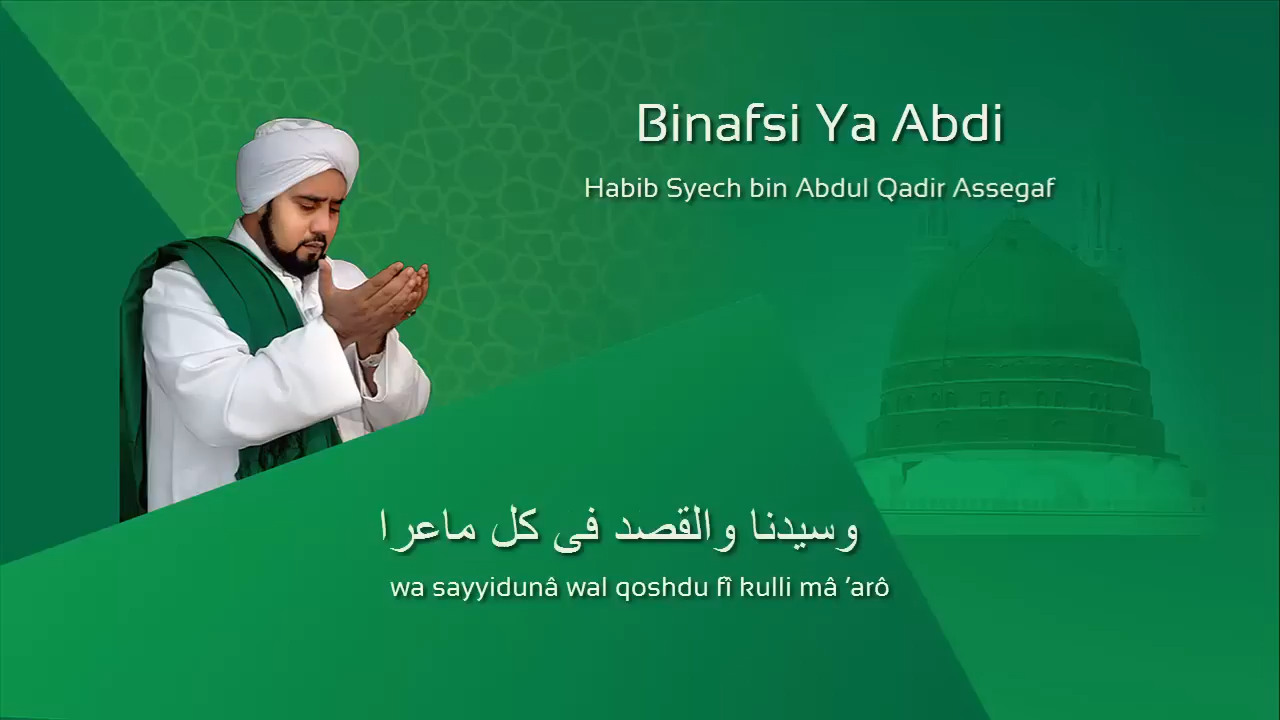 Binafsi Ya Abdi
Habib Syech bin Abdul Qadir Assegaf
وسيدنا والقصد فى كل ماعرا
wa sayyidunâ wal qoshdu fî kulli mâ ’arô